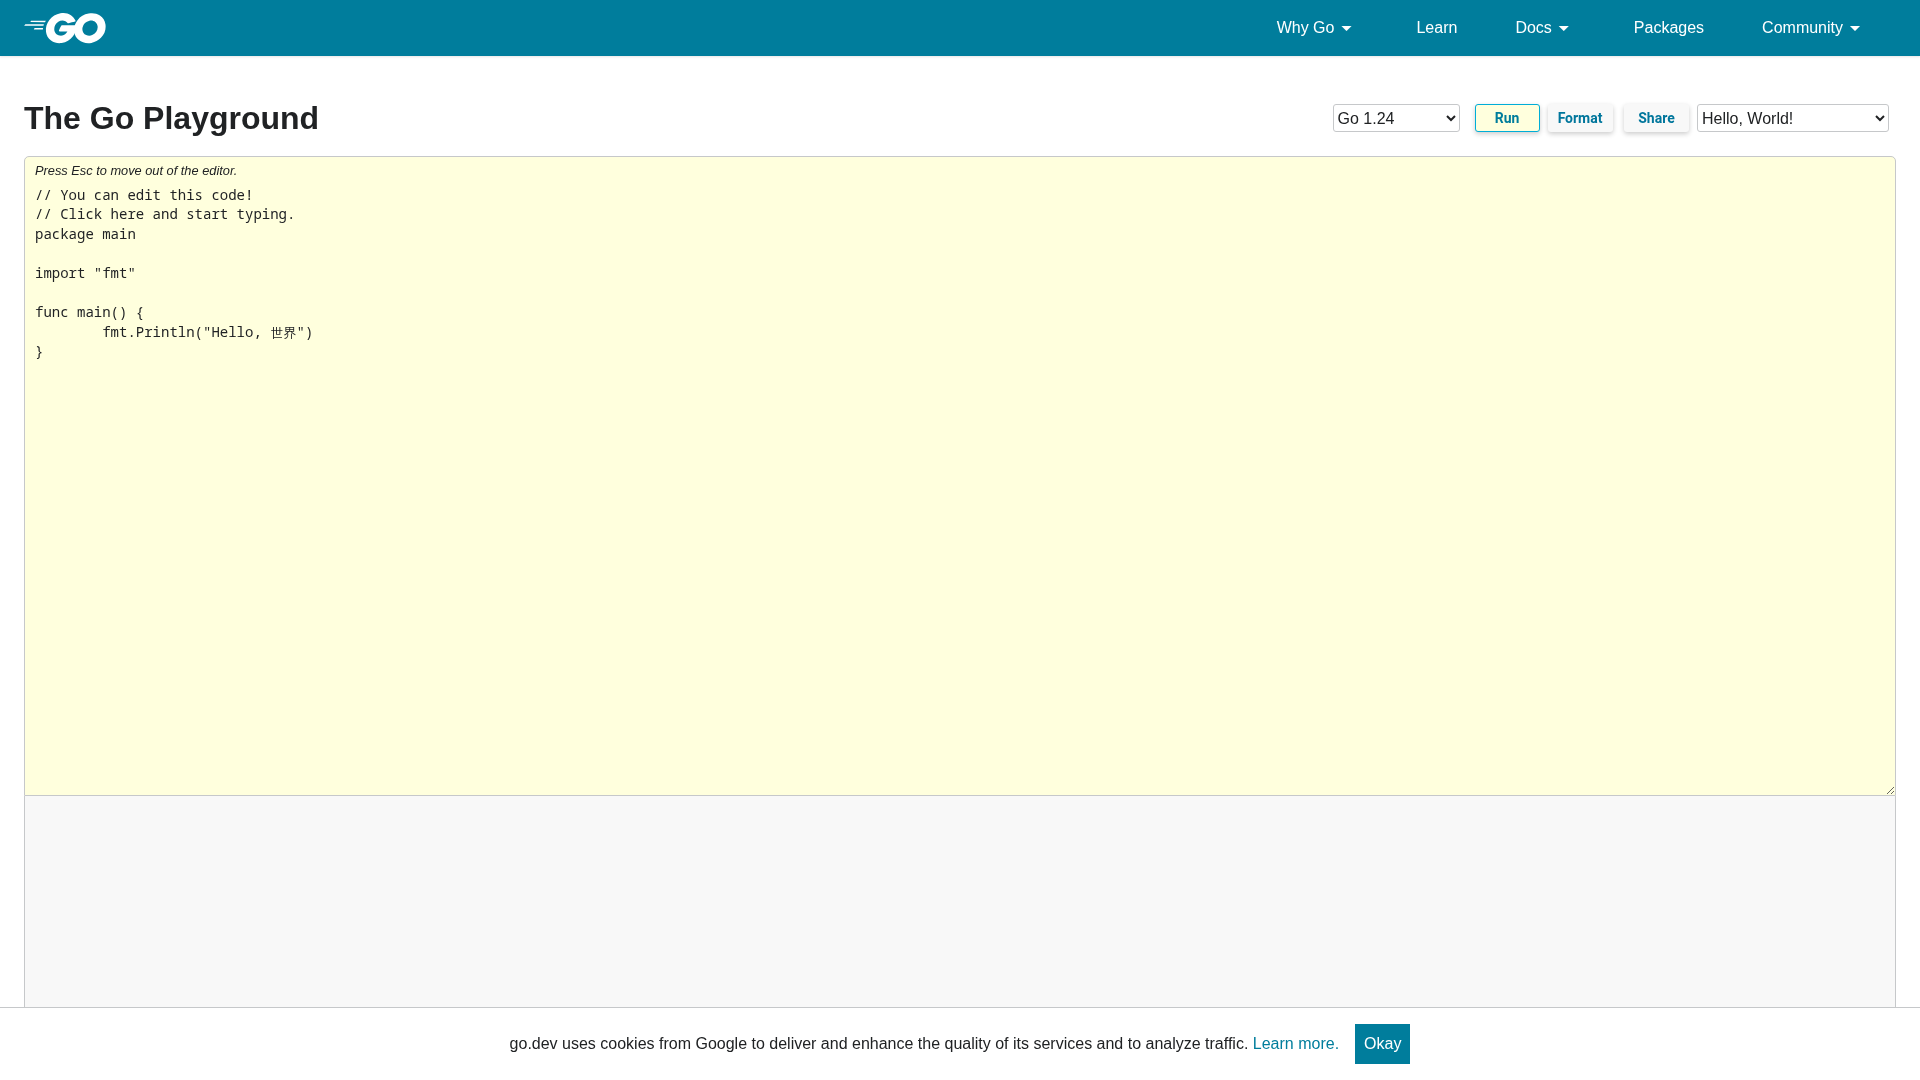 GO
Why Go
Learn
Docs
Packages
Community
The Go Playground
Go 1.24
Run
Format
Share
Hello, World!
Press Esc to move out of the editor.
// You can edit this code!
// Click here and start typing.
package main
import "fmt"
func main() {
fmt.Println("Hello, 世界")
}
go.dev uses cookies from Google to deliver and enhance the quality of its services and to analyze traffic. Learn more.
Okay